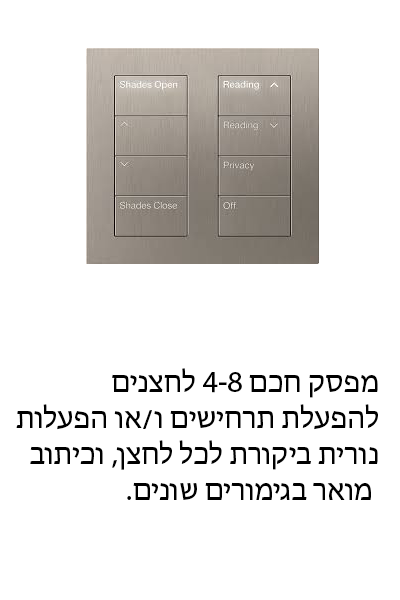 Shades Open
Shades Close
Reading
Reading
Privacy
Off
מפסק חכם 4-8 לחצנים
להפעלת תרחישים ו/או הפעלות
נורית ביקורת לכל לחצן, וכיתוב
מואר בגימורים שונים.